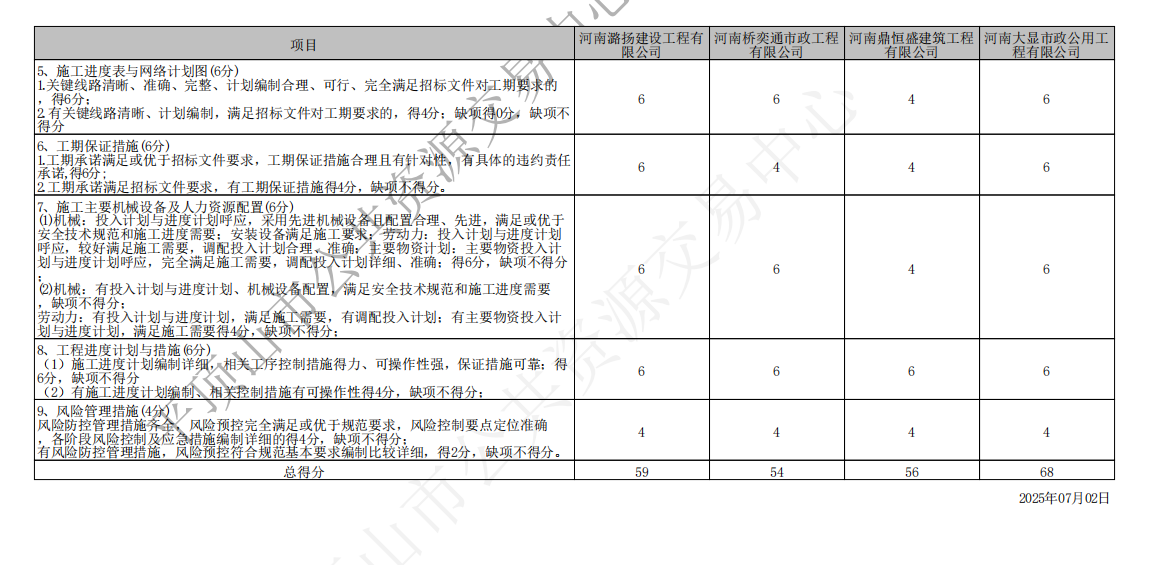 项目
河南潞扬建设工程有
限公司
河南桥奕通市政工程
有限公司
河南鼎恒盛建筑工程
有限公司
河南大显市政公用工
程有限公司
5、施工进度表与网络计划图(6分)
1.关键线路清晰、准确、完整、计划编制合理、可行、完全满足招标文件对工期要求的
，得6分；
2.有关键线路清晰、计划编制，满足招标文件对工期要求的，得4分；缺项得0分，缺项不
得分
6
6
4
6
6、工期保证措施(6分)
1.工期承诺满足或优于招标文件要求，工期保证措施合理且有针对性，有具体的违约责任
承诺,得6分;
2.工期承诺满足招标文件要求，有工期保证措施得4分，缺项不得分。
6
4
4
6
7、施工主要机械设备及人力资源配置(6分)
(1)机械：投入计划与进度计划呼应，采用先进机械设备且配置合理、先进，满足或优于
安全技术规范和施工进度需要；安装设备满足施工要求；劳动力：投入计划与进度计划
呼应，较好满足施工需要，调配投入计划合理、准确；主要物资计划：主要物资投入计
划与进度计划呼应，完全满足施工需要，调配投入计划详细、准确；得6分，缺项不得分
；
(2)机械：有投入计划与进度计划、机械设备配置，满足安全技术规范和施工进度需要
，缺项不得分；
劳动力：有投入计划与进度计划，满足施工需要，有调配投入计划；有主要物资投入计
划与进度计划，满足施工需要得4分，缺项不得分；
6
6
4
6
8、工程进度计划与措施(6分)
（1）施工进度计划编制详细，相关工序控制措施得力、可操作性强，保证措施可靠；得
6分，缺项不得分
（2）有施工进度计划编制、相关控制措施有可操作性得4分，缺项不得分；
6
6
6
6
9、风险管理措施(4分)
风险防控管理措施齐全，风险预控完全满足或优于规范要求，风险控制要点定位准确
，各阶段风险控制及应急措施编制详细的得4分，缺项不得分；
有风险防控管理措施，风险预控符合规范基本要求编制比较详细，得2分，缺项不得分。
4
4
4
4
总得分
59
54
56
68
2025年07月02日
平顶山市公共资源交易中心
平顶山市公共资源交易中心